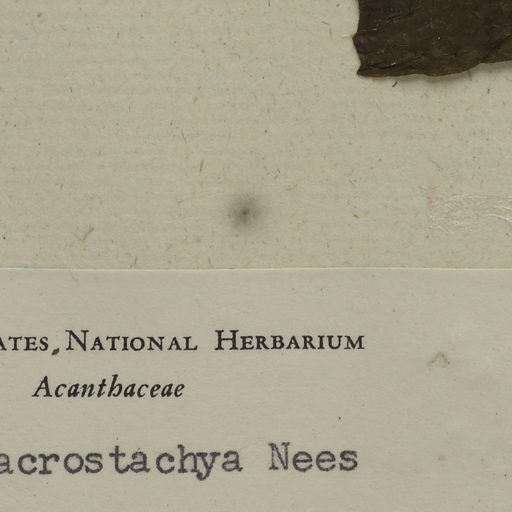 ATES NATIONAL HERBARIUM
Acanthaceae
acrostachya Nees